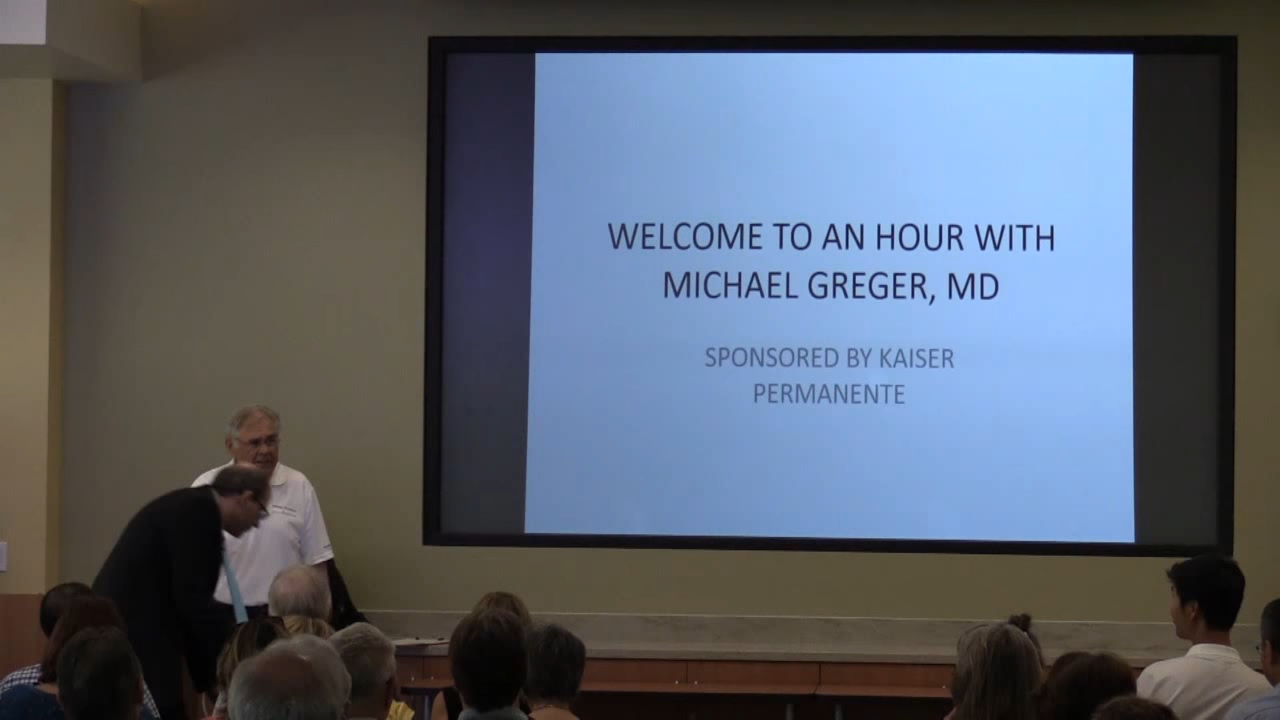 WELCOME TO AN HOUR WITH
MICHAEL GREGER, MD
SPONSORED BY KAISER
PERMANENTE